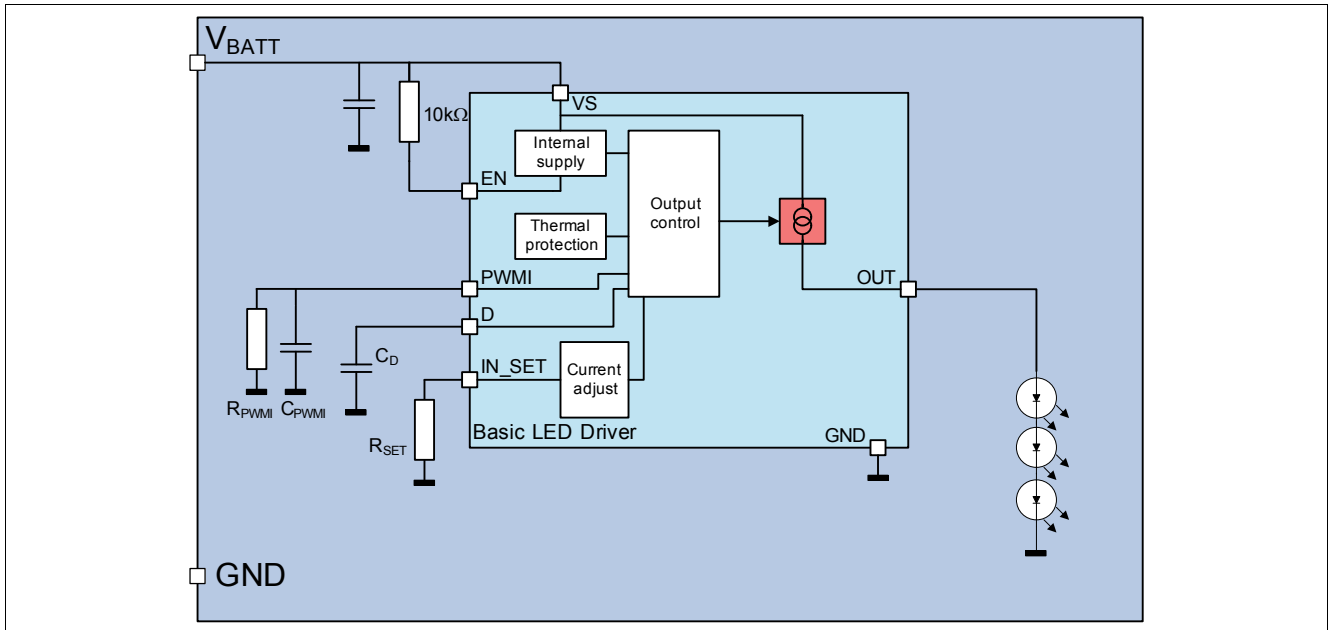 VBATT
10kΩ
VS
Internal
supply
EN
Output
control
Thermal
protection
PWMI
OUT
D
CD
IN_SET
Current
adjust
RPWMI
CPWMI
RSET
Basic LED Driver
GND
GND